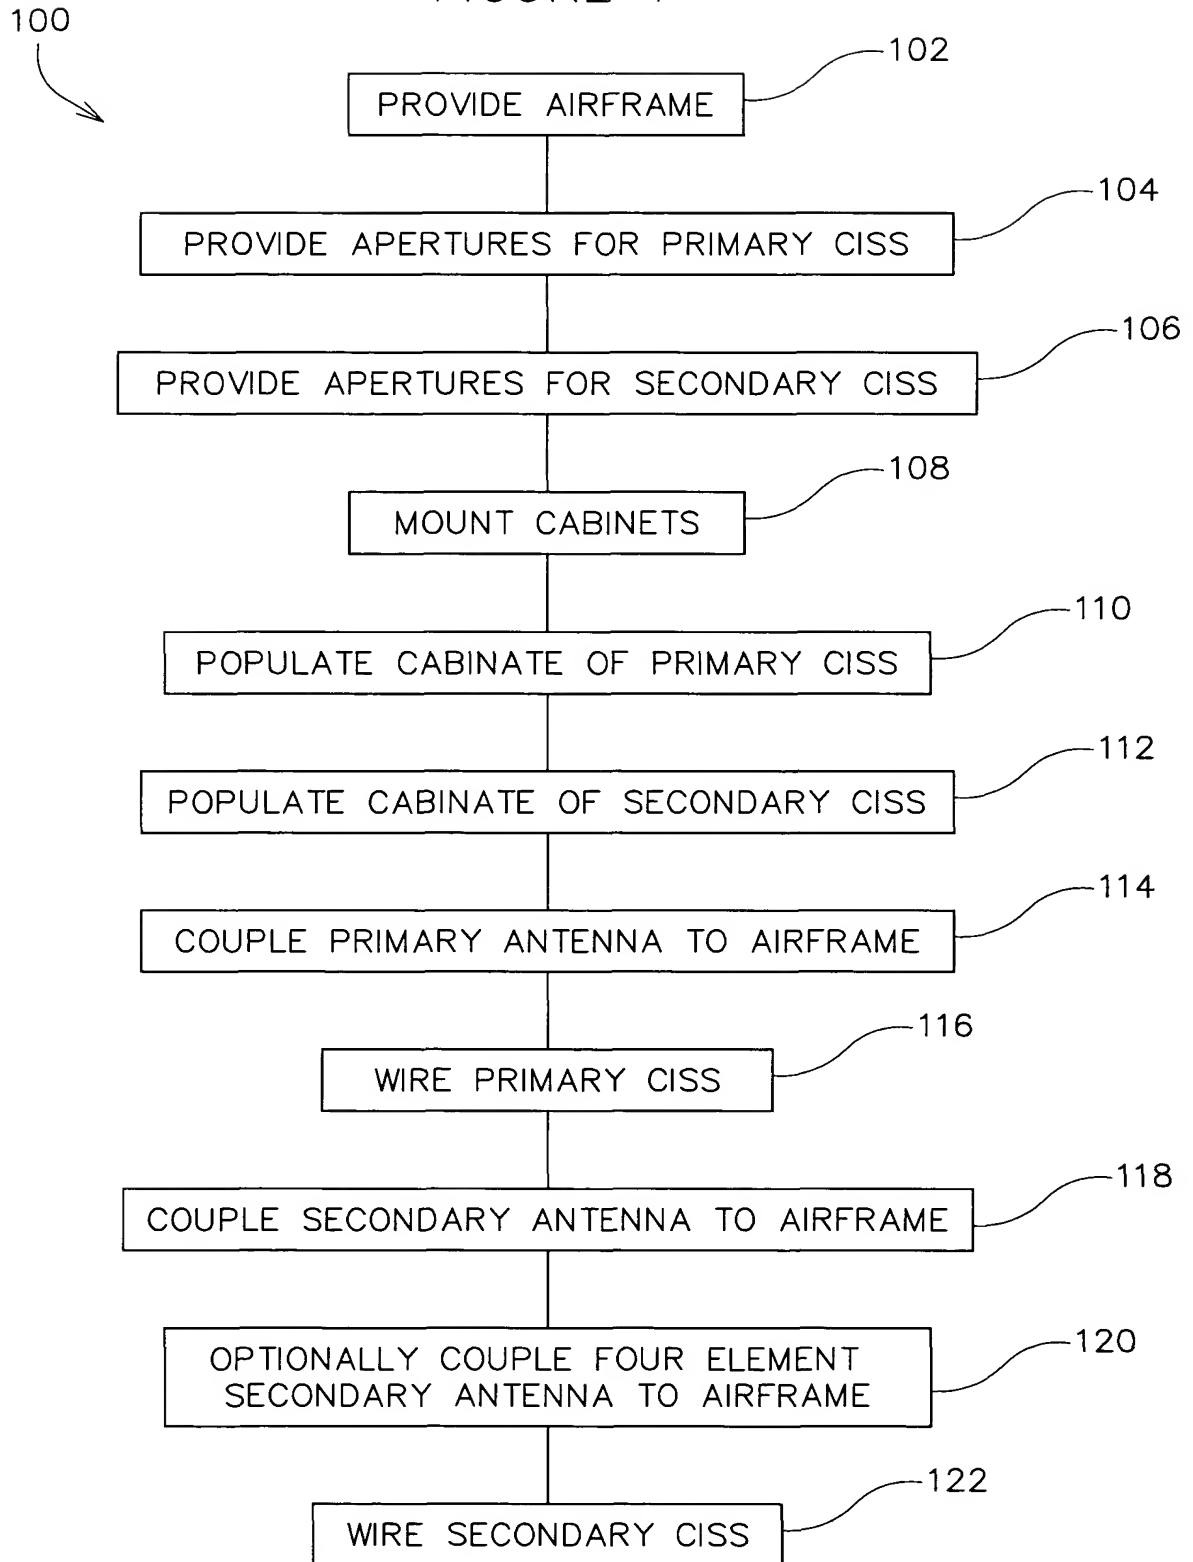 100
102
PROVIDE AIRFRAME
104
PROVIDE APERTURES FOR PRIMARY CISS
106
PROVIDE APERTURES FOR SECONDARY CISS
108
MOUNT CABINETS
110
POPULATE CABINATE OF PRIMARY CISS
112
POPULATE CABINATE OF SECONDARY CISS
114
COUPLE PRIMARY ANTENNA TO AIRFRAME
116
WIRE PRIMARY CISS
118
COUPLE SECONDARY ANTENNA TO AIRFRAME
120
OPTIONALLY COUPLE FOUR ELEMENT
SECONDARY ANTENNA TO AIRFRAME
122
WIRE SECONDARY CISS